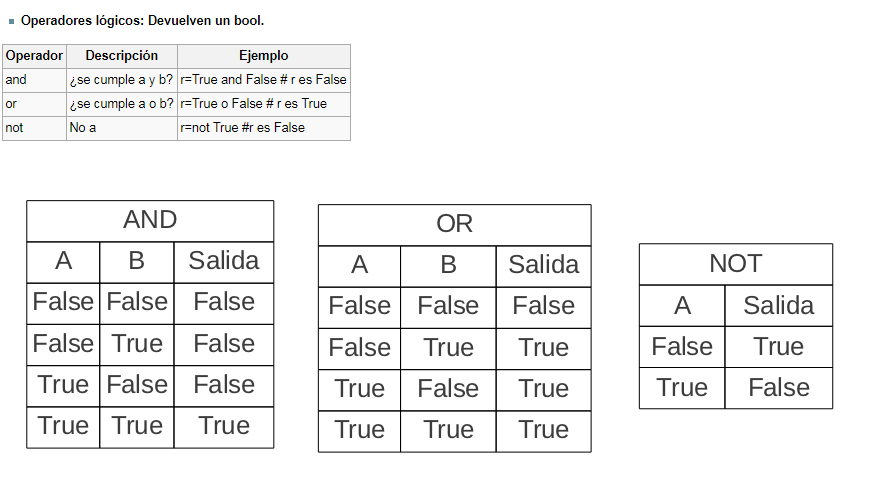 Operadores lógicos: Devuelven un bool.
Operador Descripción Ejemplo
and ¿se cumple a y b? r=True and False # r es False
or ¿se cumple a o b? r=True o False # r es True
not No a r=not True #r es False
AND
A B Salida
False False False
False True False
True False False
True True True
OR
A B Salida
False False False
False True True
True False True
True True True
NOT
A Salida
False True
True False